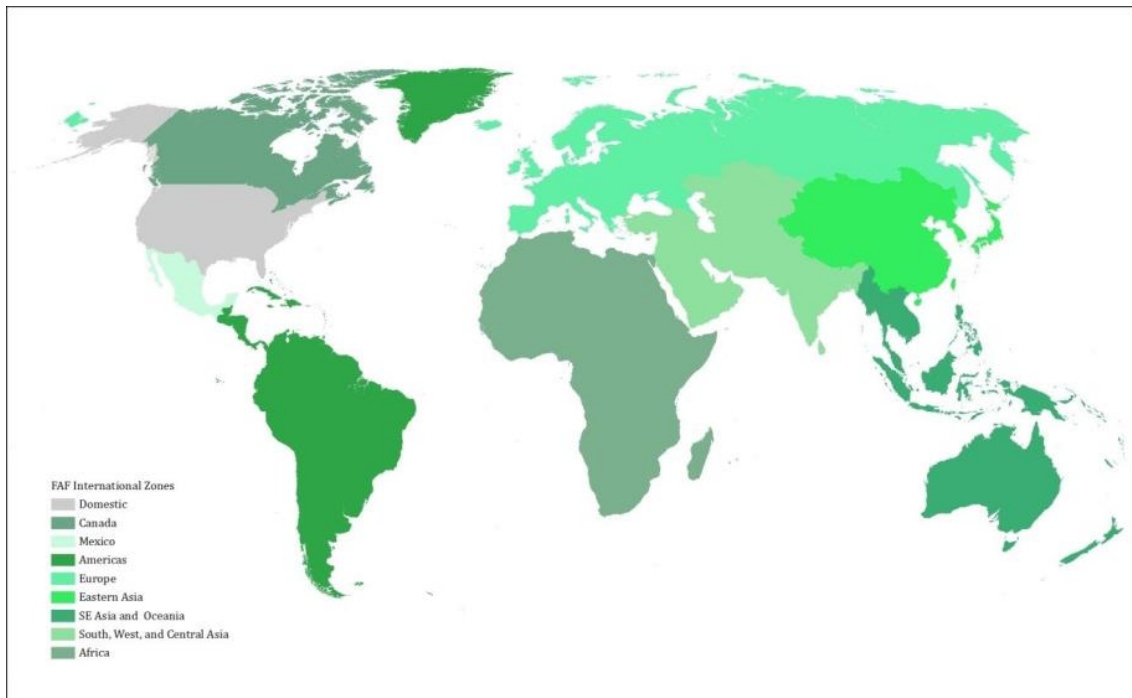 FAF International Zones
Domestic
Canada
Mexico
Americas
Europe
Eastern Asia
SE Asia and Oceania
South, West, and Central Asia
Africa